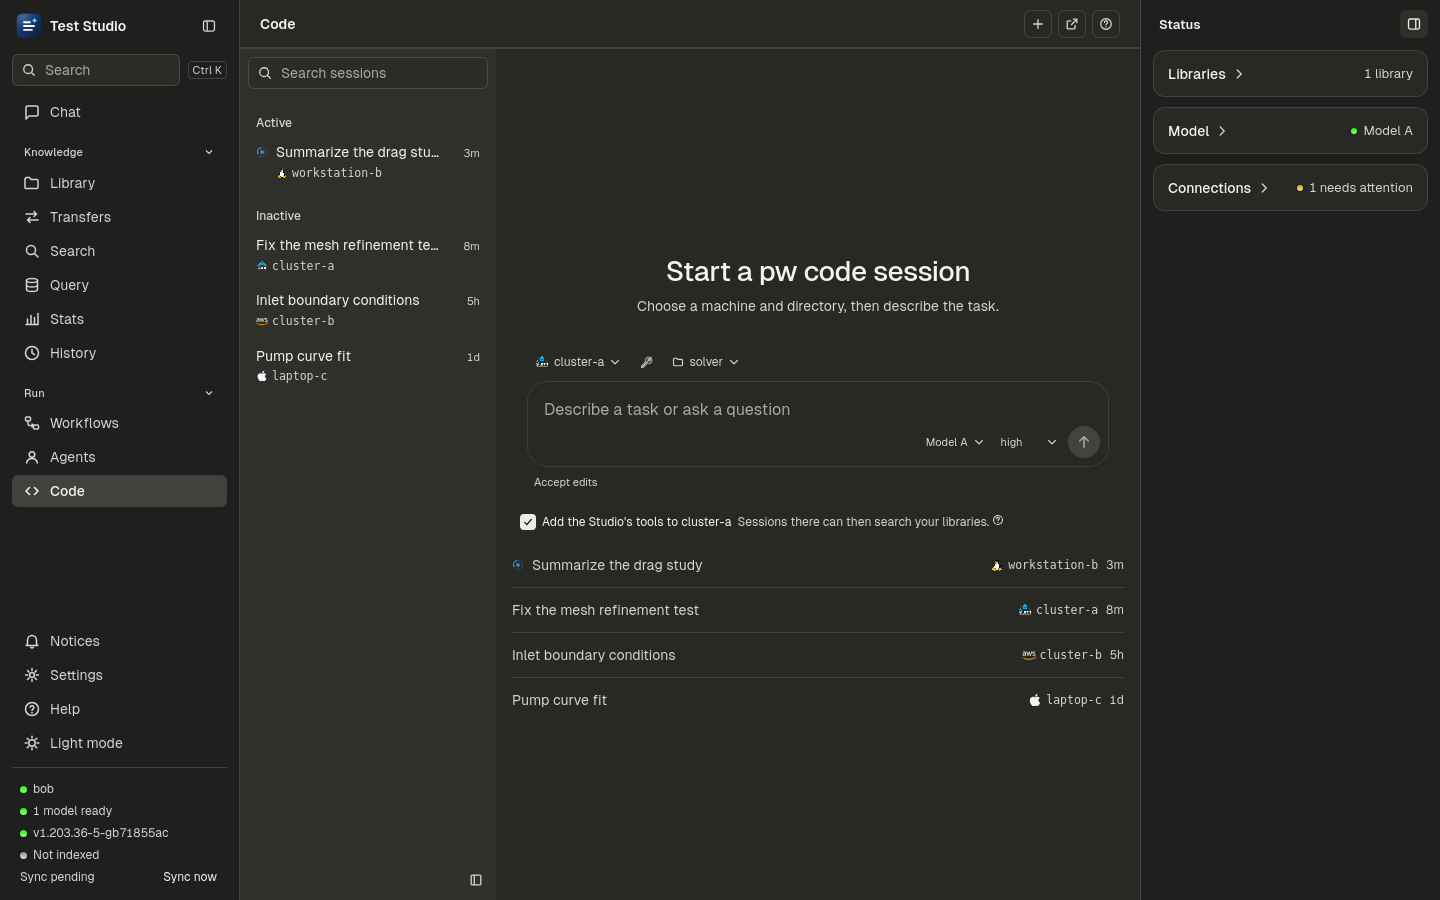 Test Studio
Search
Ctrl K
Chat
Knowledge
Library
Transfers
Search
Query
Stats
History
Run
Workflows
Agents
Code
Notices
Settings
Help
Light mode
bob
1 model ready
v1.203.36-5-gb71855ac
Not indexed
Sync pending
Sync now
Code
Search sessions
Active
Summarize the drag stu...
3m
workstation-b
Inactive
Fix the mesh refinement te...
8m
cluster-a
Inlet boundary conditions
5h
aws
cluster-b
Pump curve fit
1d
laptop-c
Start a pw code session
Choose a machine and directory, then describe the task.
cluster-a
solver
Describe a task or ask a question
Model A
high
Accept edits
Add the Studio's tools to cluster-a Sessions there can then search your libraries.
Summarize the drag study
workstation-b 3m
Fix the mesh refinement test
cluster-a 8m
Inlet boundary conditions
aws cluster-b 5h
Pump curve fit
laptop-c 1d
Status
Libraries
1 library
Model
Model A
Connections
1 needs attention